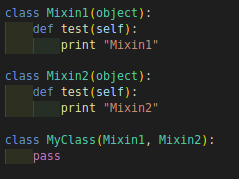 class Mixin1(object):
    def test(self):
        print "Mixin1"

class Mixin2(object):
    def test(self):
        print "Mixin2"

class MyClass(Mixin1, Mixin2):
    pass